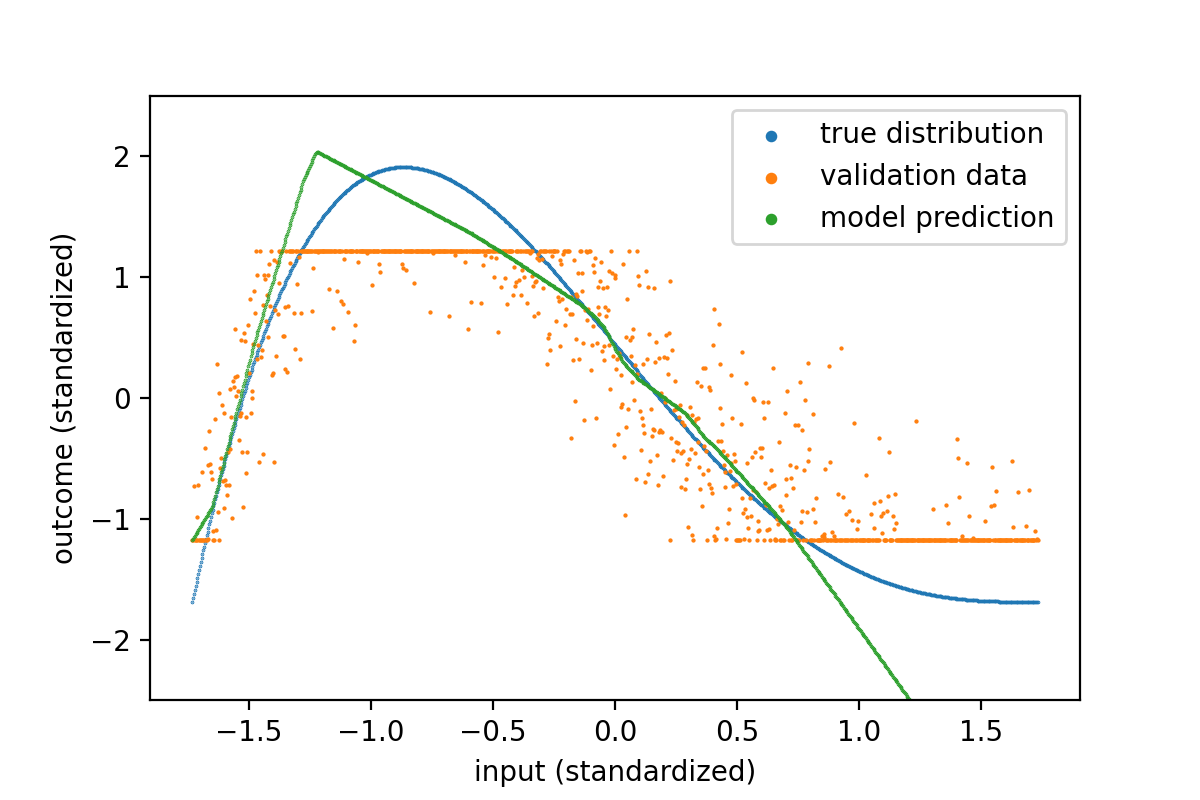 true distribution
validation data
model prediction
2
1
0
−1
−2
outcome (standardized)
−1.5 −1.0 −0.5 0.0 0.5 1.0 1.5
input (standardized)